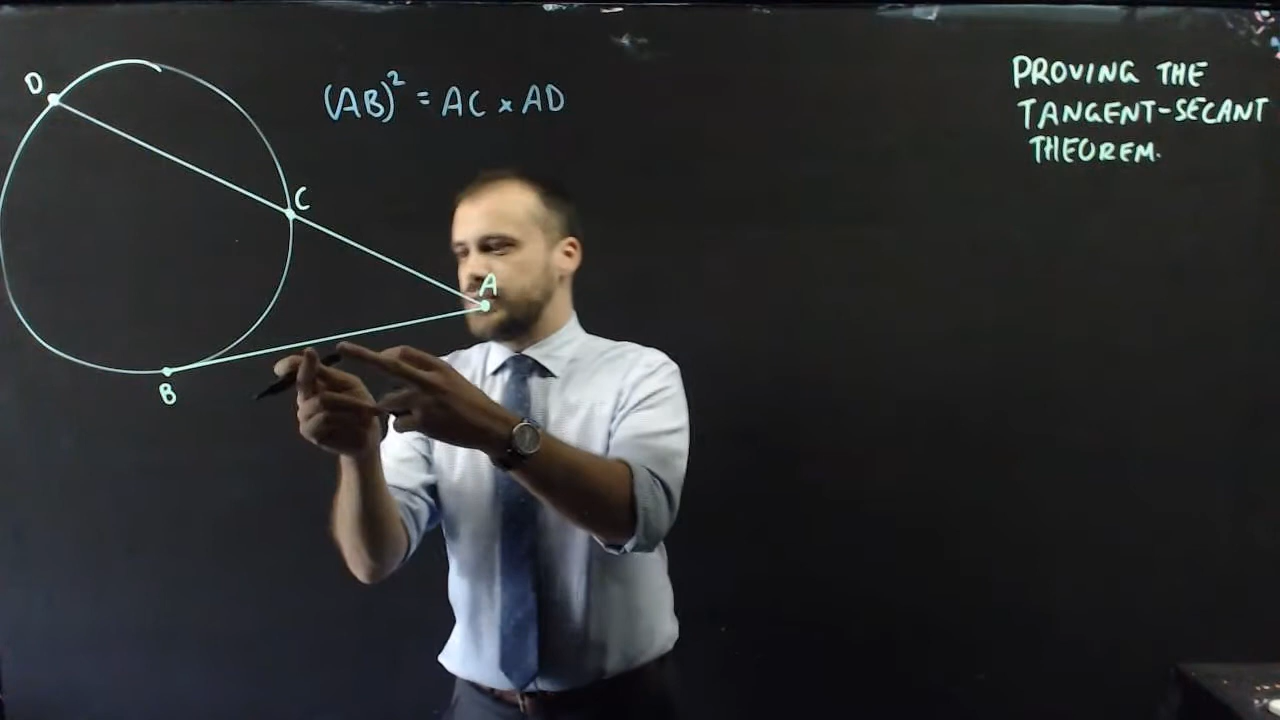 D
(AB)² = AC × AD
PROVING THE
TANGENT-SECANT
THEOREM.
C
A
B